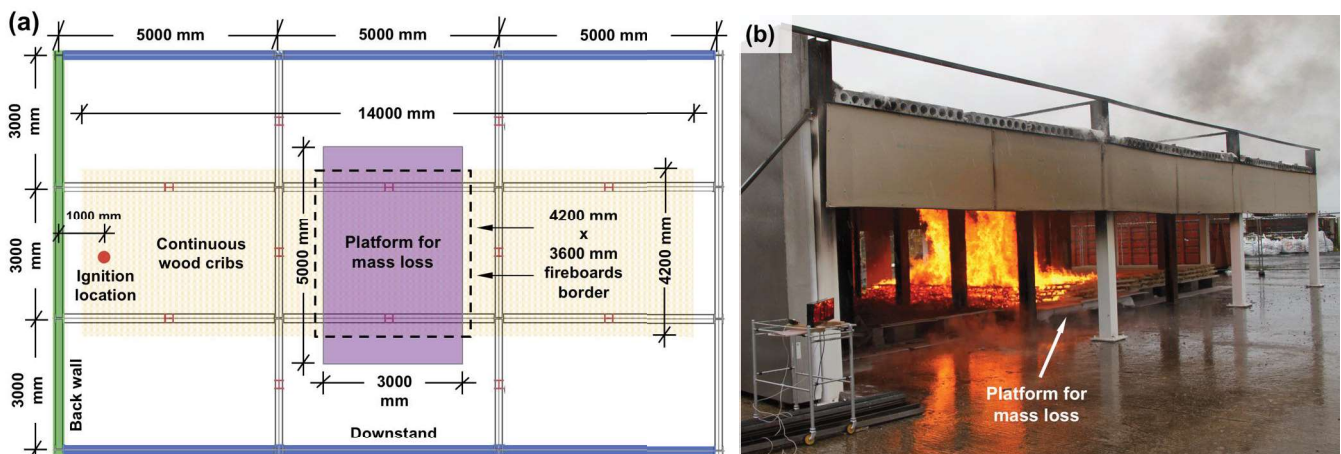 (a)
5000 mm
5000 mm
5000 mm
3000
mm
14000 mm
1000 mm
3000
mm
Continuous
wood cribs
Ignition
location
5000 mm
Platform for
mass loss
4200 mm
x
3600 mm
fireboards
border
4200 mm
3000
mm
Back wall
3000
mm
Downstand
(b)
Platform for
mass loss